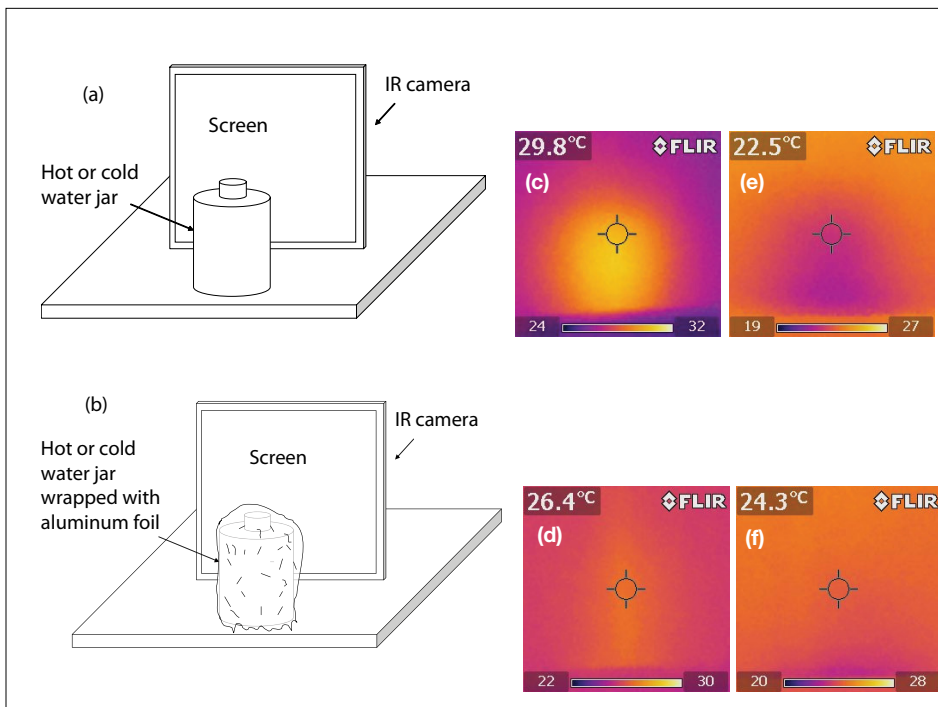 (a)
IR camera
Screen
Hot or cold
water jar
29.8°C
FLIR
(c)
24
32
22.5°C
FLIR
(e)
19
27
(b)
IR camera
Hot or cold
water jar
wrapped with
aluminum foil
Screen
26.4°C
FLIR
(d)
22
30
24.3°C
FLIR
(f)
20
28